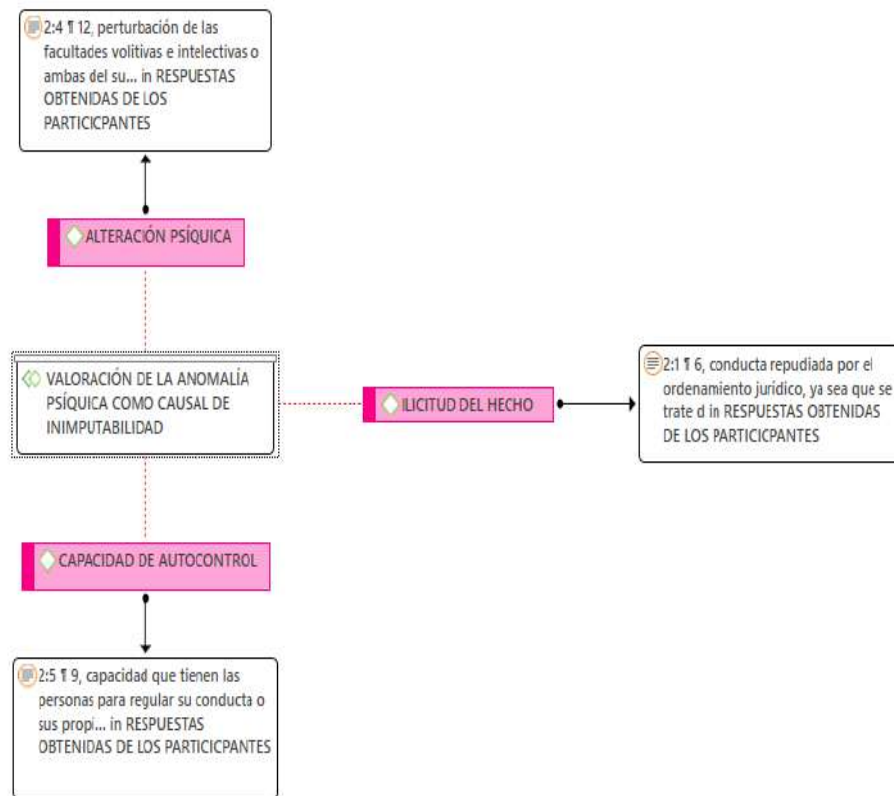 2:4 ¶ 12, perturbación de las
facultades volitivas e intelectivas o
ambas del su... in RESPUESTAS
OBTENIDAS DE LOS
PARTICICPANTES
ALTERACIÓN PSÍQUICA
VALORACIÓN DE LA ANOMALÍA
PSÍQUICA COMO CAUSAL DE
INIMPUTABILIDAD
ILICITUD DEL HECHO
2:1 ¶ 6, conducta repudiada por el
ordenamiento jurídico, ya sea que se
trate d in RESPUESTAS OBTENIDAS
DE LOS PARTICICPANTES
CAPACIDAD DE AUTOCONTROL
2:5 ¶ 9, capacidad que tienen las
personas para regular su conducta o
sus propi... in RESPUESTAS
OBTENIDAS DE LOS PARTICICPANTES